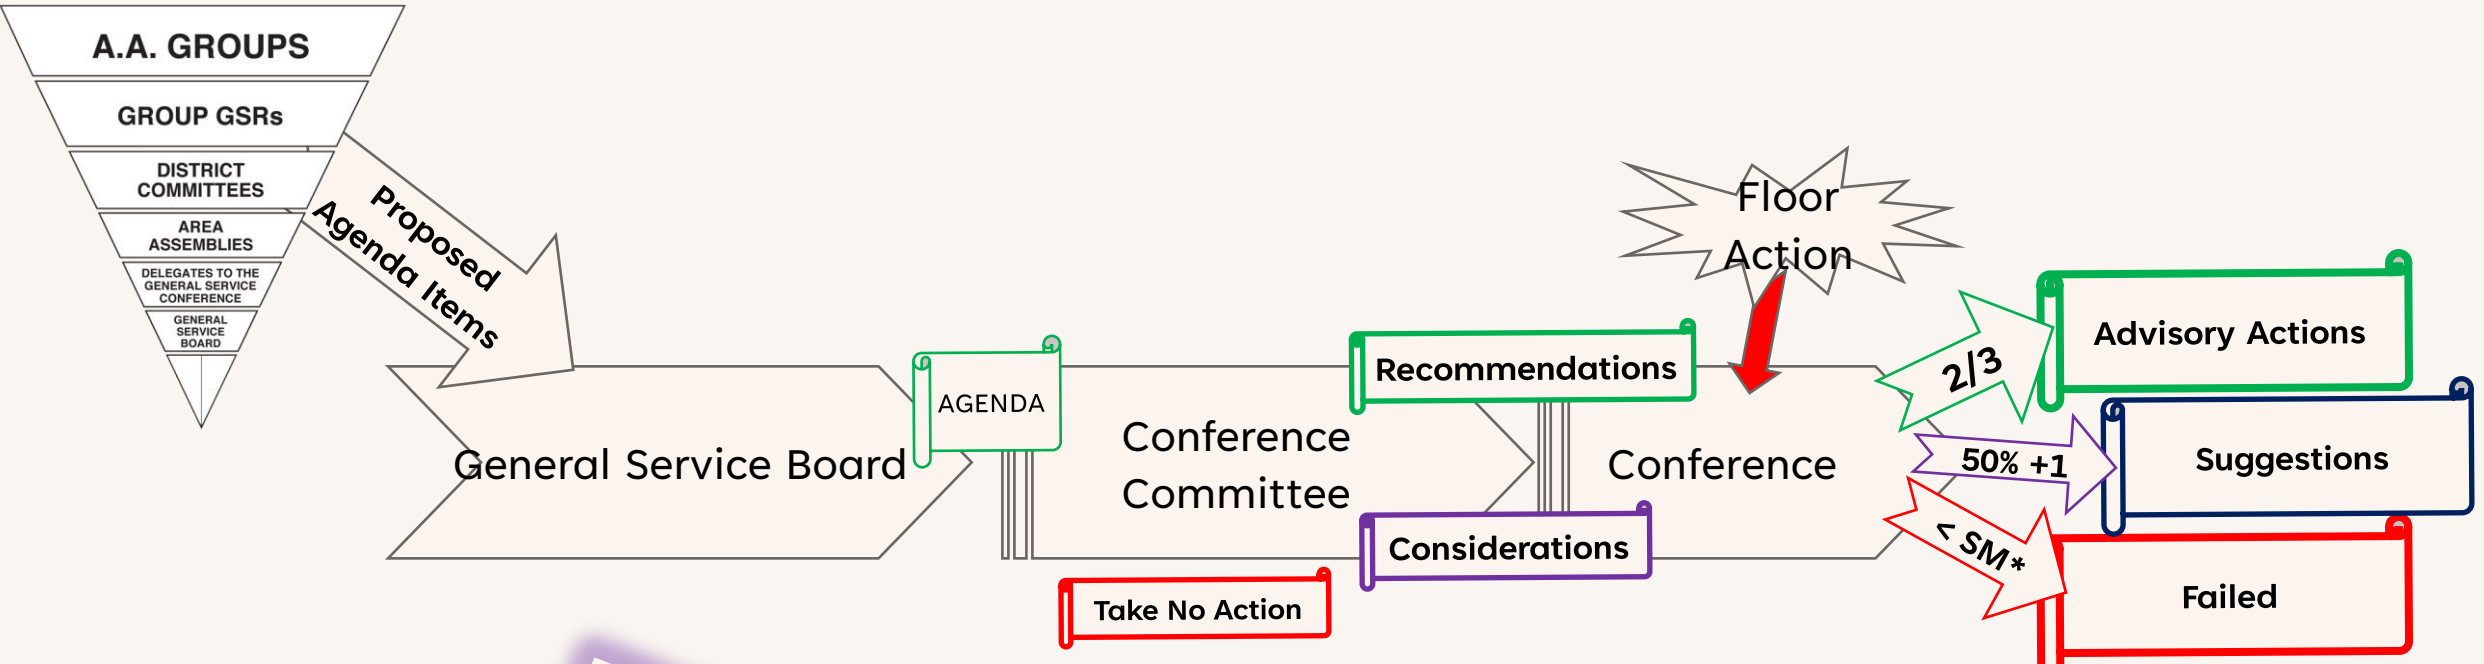 A.A. GROUPS
GROUP GSRs
DISTRICT
COMMITTEES
AREA
ASSEMBLIES
DELEGATES TO THE
GENERAL SERVICE
CONFERENCE
GENERAL
SERVICE
BOARD
Proposed
Agenda Items
General Service Board
AGENDA
Conference
Committee
Recommendations
Considerations
Take No Action
Floor
Action
Conference
2/3
Advisory Actions
50% +1
Suggestions
< SM*
Failed